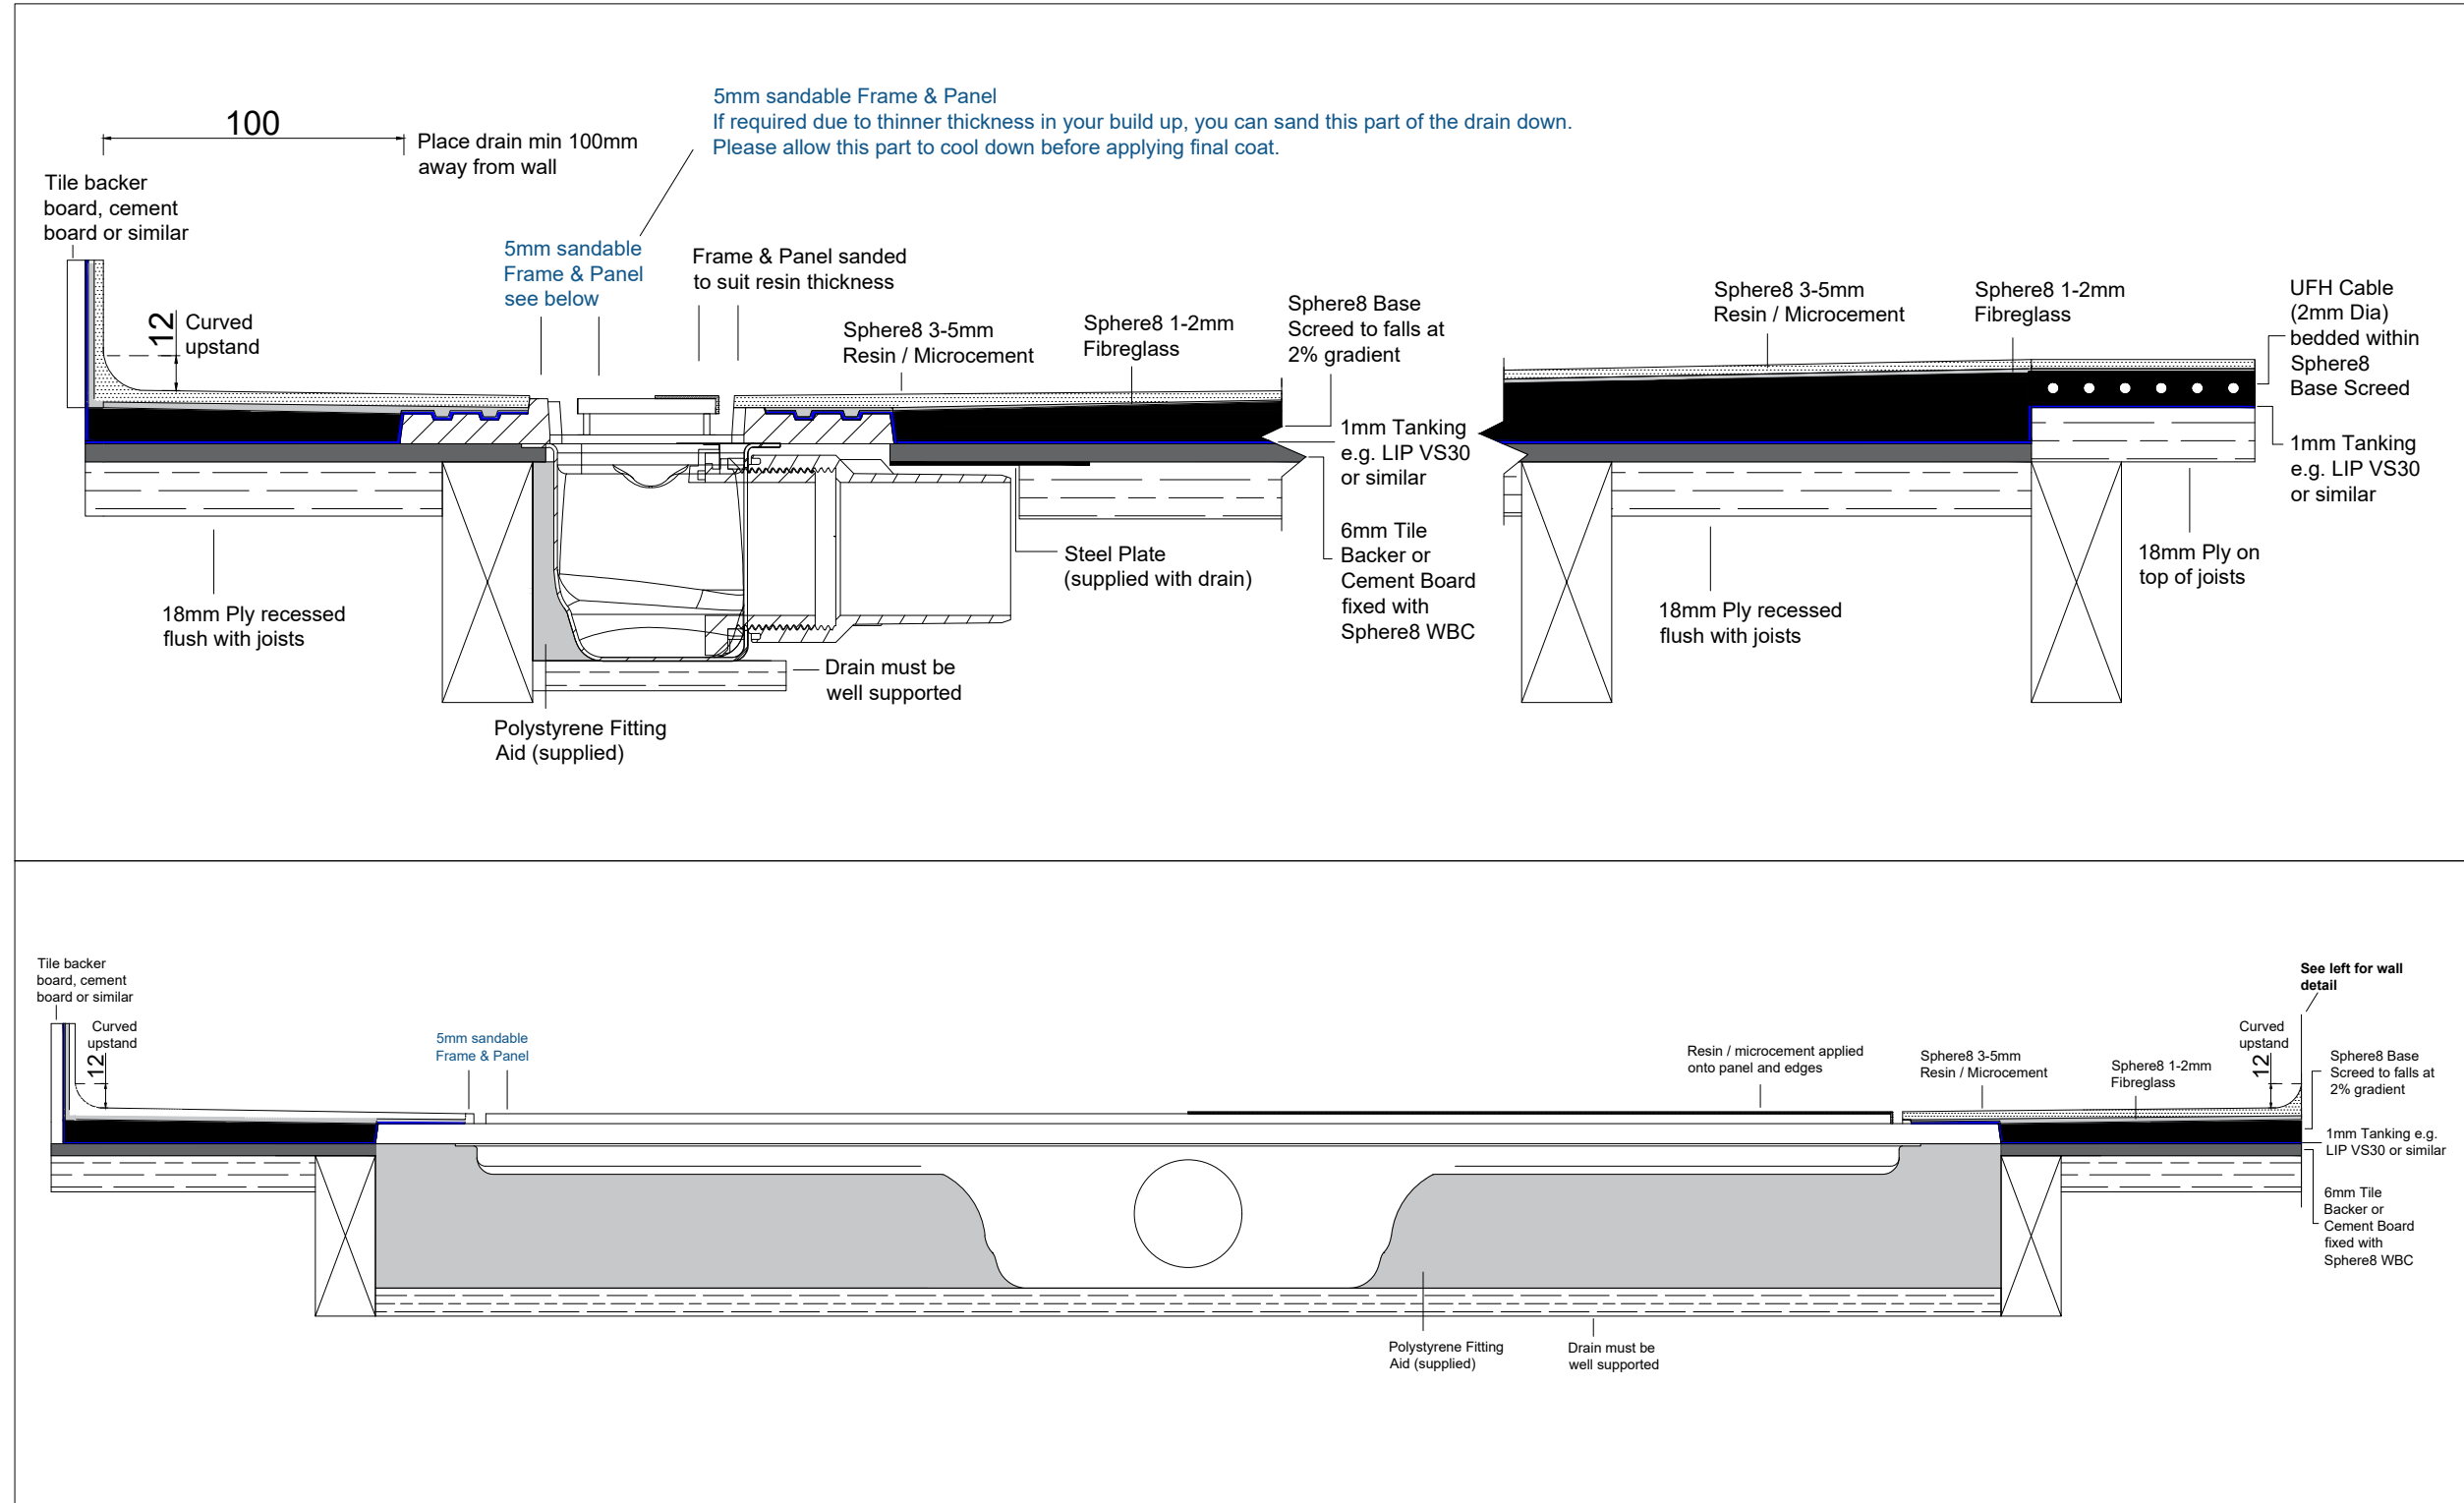 5mm sandable Frame & Panel
If required due to thinner thickness in your build up, you can sand this part of the drain down.
Please allow this part to cool down before applying final coat.
100
Place drain min 100mm
away from wall
Tile backer
board, cement
board or similar
12
Curved
upstand
5mm sandable
Frame & Panel
see below
Frame & Panel sanded
to suit resin thickness
Sphere8 3-5mm
Resin / Microcement
Sphere8 1-2mm
Fibreglass
Sphere8 Base
Screed to falls at
2% gradient
1mm Tanking
e.g. LIP VS30
or similar
6mm Tile
Backer or
Cement Board
fixed with
Sphere8 WBC
Sphere8 3-5mm
Resin / Microcement
Sphere8 1-2mm
Fibreglass
UFH Cable
(2mm Dia)
bedded within
Sphere8
Base Screed
1mm Tanking
e.g. LIP VS30
or similar
18mm Ply recessed
flush with joists
Steel Plate
(supplied with drain)
Drain must be
well supported
Polystyrene Fitting
Aid (supplied)
18mm Ply recessed
flush with joists
18mm Ply on
top of joists
Tile backer
board, cement
board or similar
Curved
upstand
12
5mm sandable
Frame & Panel
Resin / microcement applied
onto panel and edges
Sphere8 3-5mm
Resin / Microcement
Sphere8 1-2mm
Fibreglass
See left for wall
detail
Curved
upstand
12
Sphere8 Base
Screed to falls at
2% gradient
1mm Tanking e.g.
LIP VS30 or similar
6mm Tile
Backer or
Cement Board
fixed with
Sphere8 WBC
Polystyrene Fitting
Aid (supplied)
Drain must be
well supported